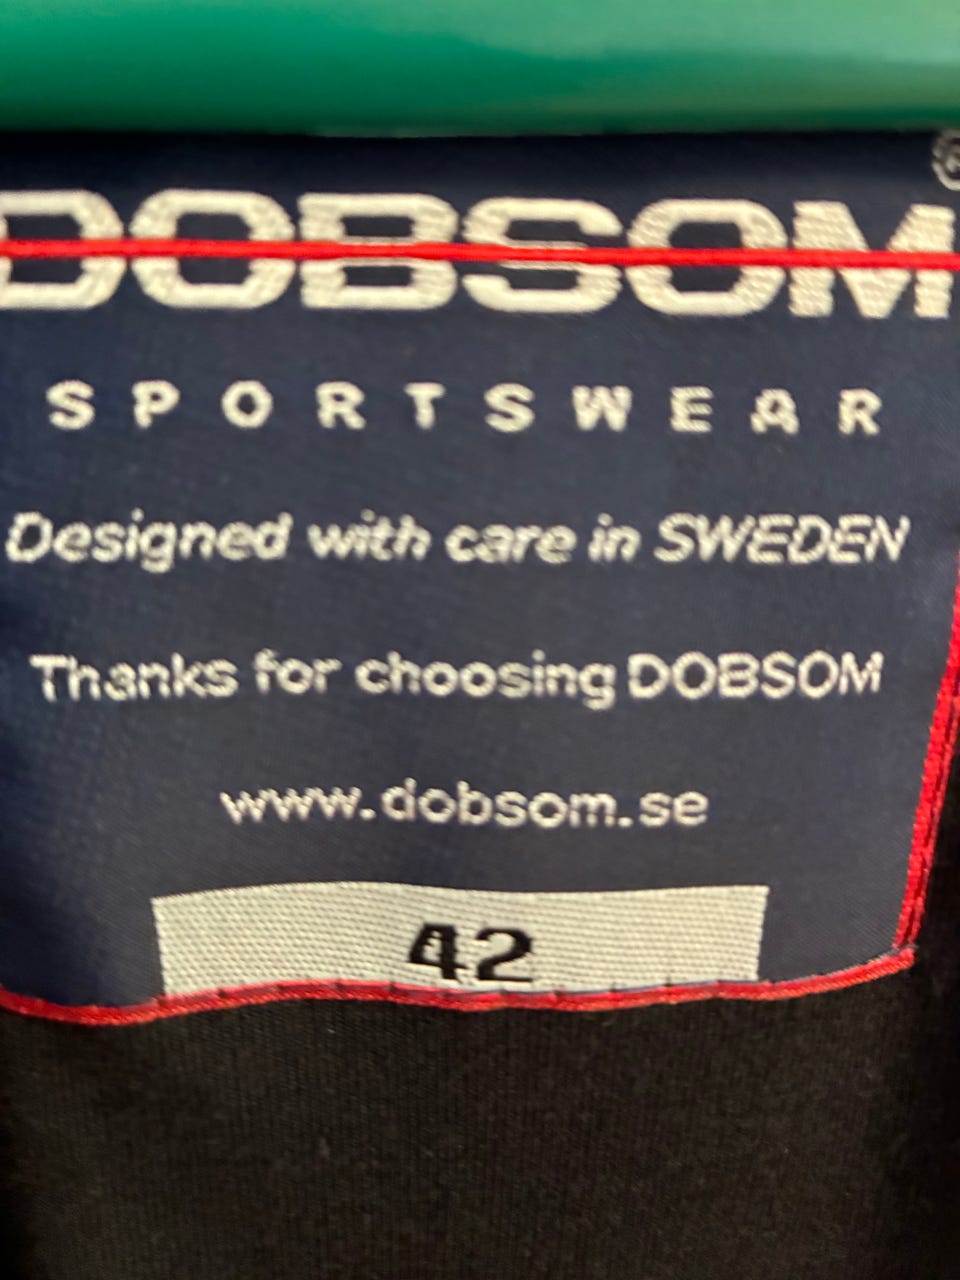 DOBSOM®
SPORTSWEAR
Designed with care in SWEDEN
Thanks for choosing DOBSOM
www.dobsom.se
42